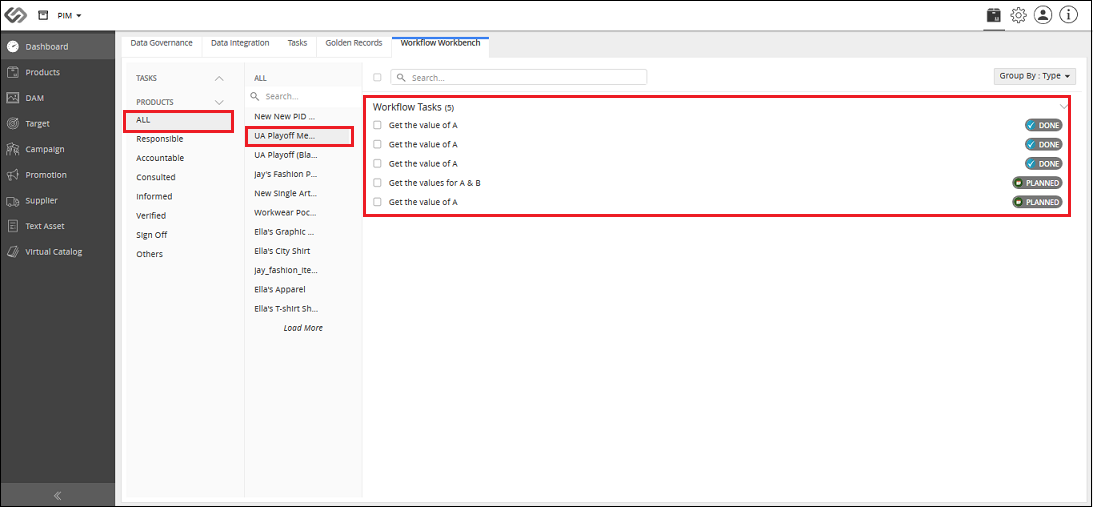 PIM
Dashboard
Products
DAM
Target
Campaign
Promotion
Supplier
Text Asset
Virtual Catalog
Data Governance
Data Integration
Tasks
Golden Records
Workflow Workbench
TASKS
PRODUCTS
ALL
Responsible
Accountable
Consulted
Informed
Verified
Sign Off
Others
ALL
Search...
New New PID ...
UA Playoff Me...
UA Playoff (Bla...
Jay's Fashion P...
New Single Art...
Workwear Poc...
Ella's Graphic ...
Ella's City Shirt
jay_fashion_ite...
Ella's Apparel
Ella's T-shirt Sh...
Load More
Search...
Group By : Type
Workflow Tasks (5)
Get the value of A DONE
Get the value of A DONE
Get the value of A DONE
Get the values for A & B PLANNED
Get the value of A PLANNED